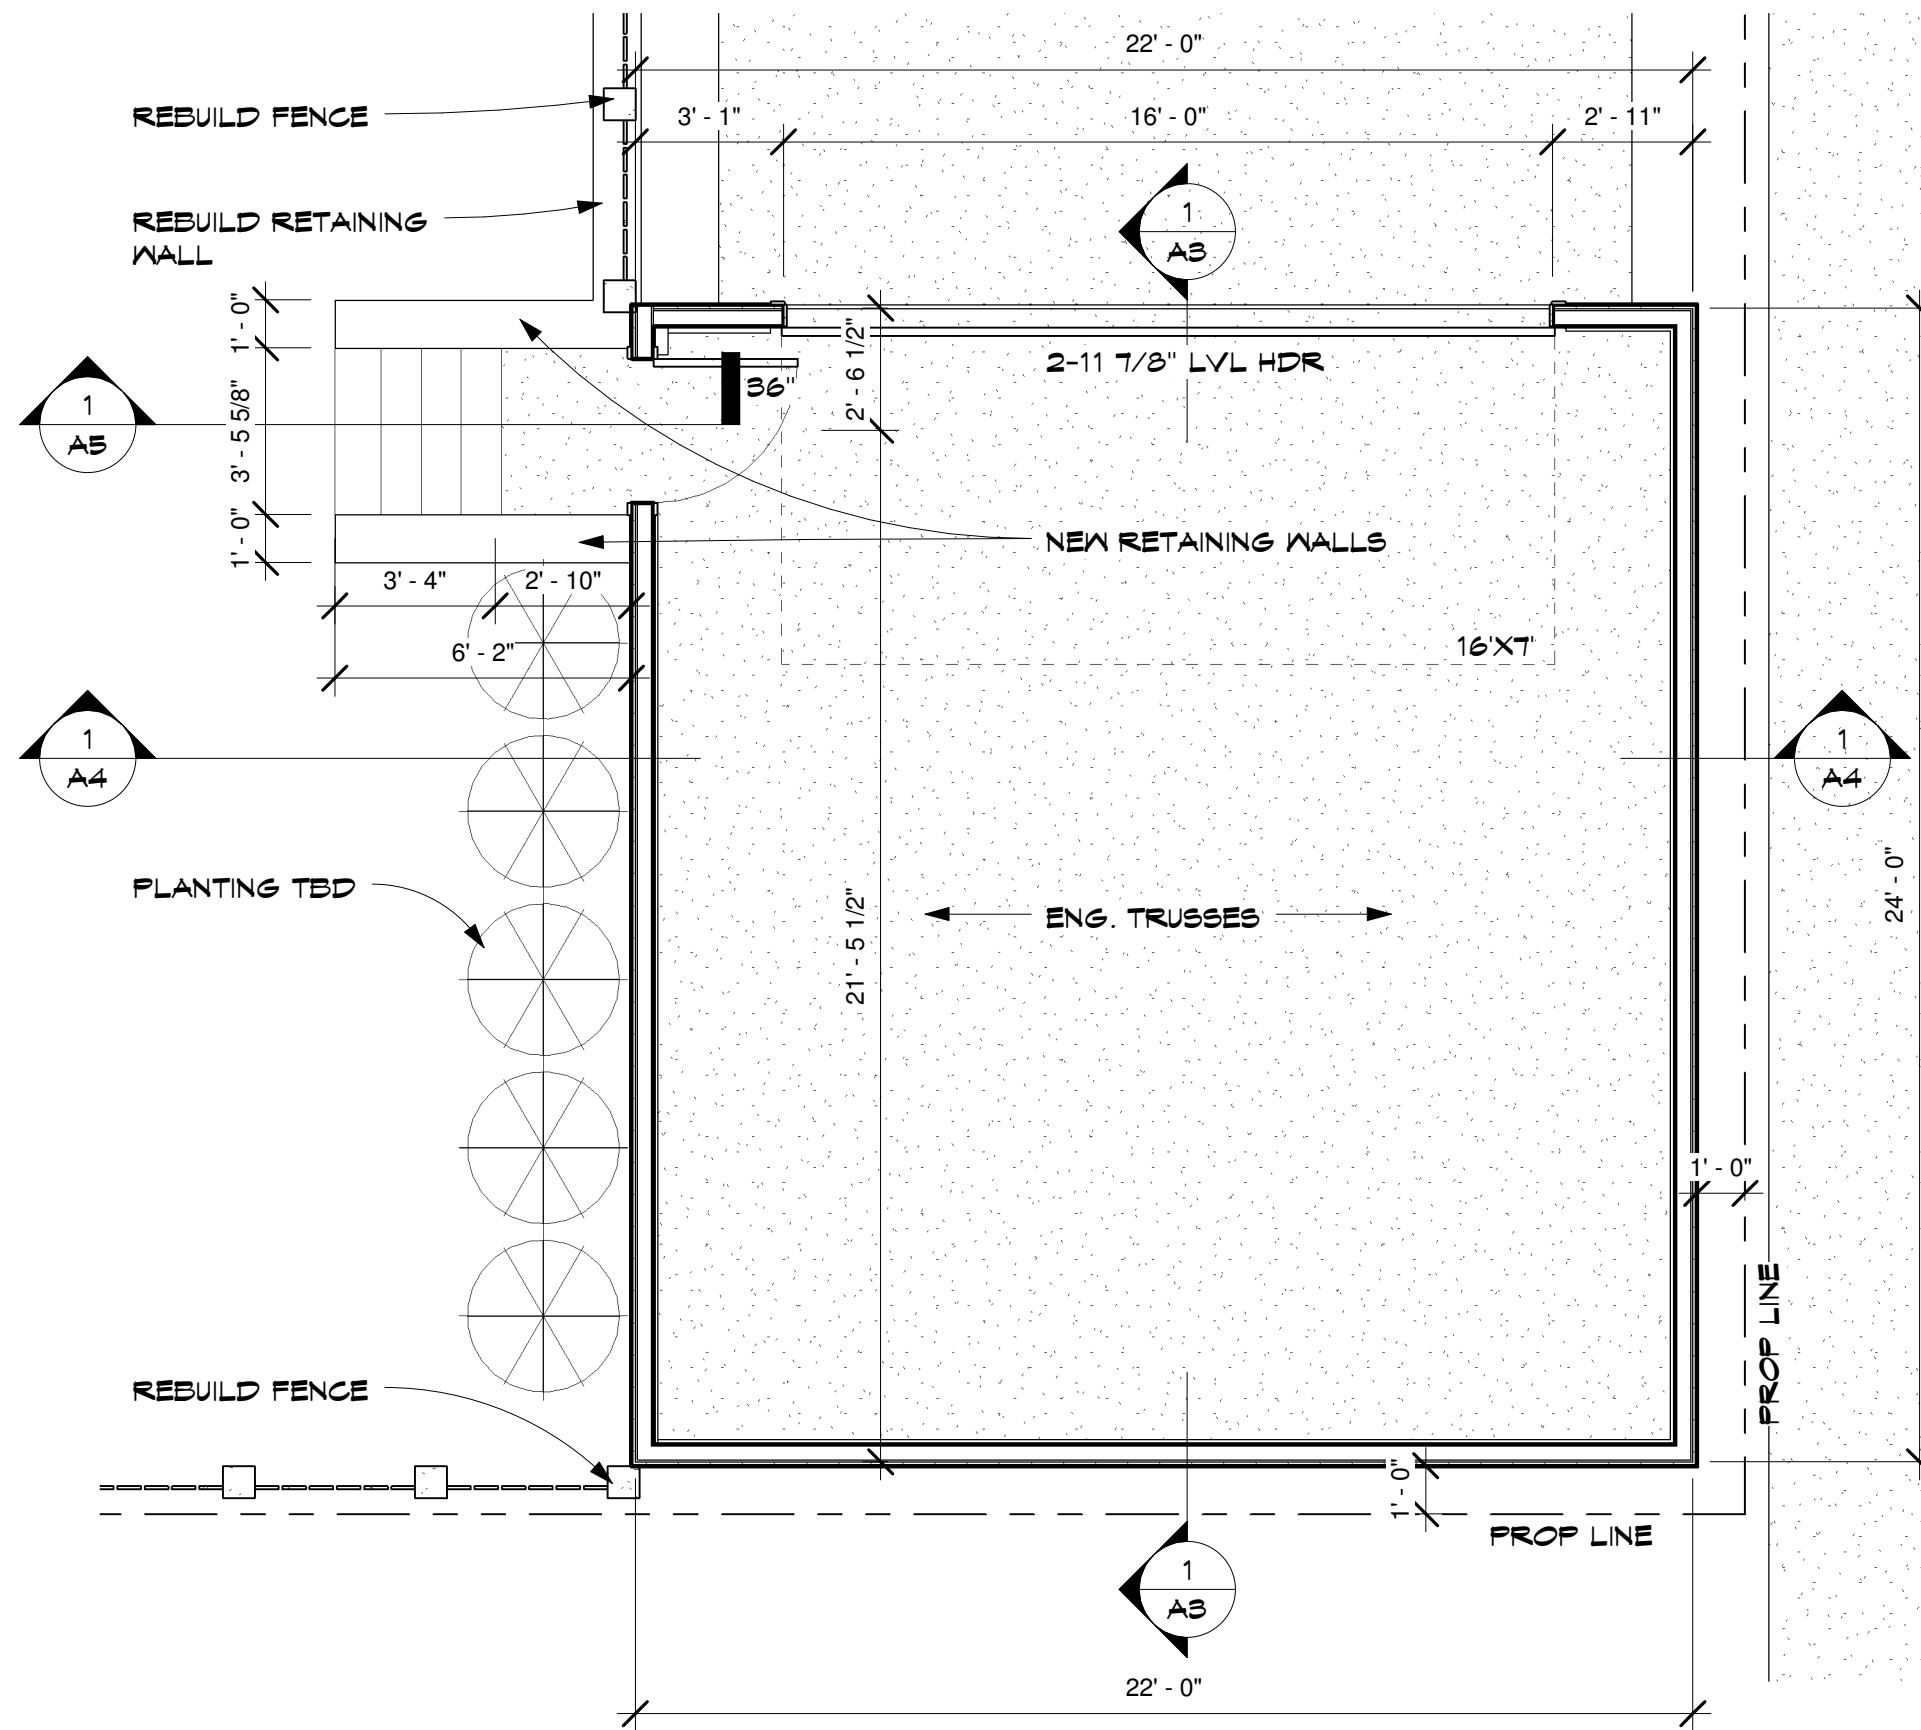 22' - 0"
REBUILD FENCE
3' - 1"
16' - 0"
2' - 11"
REBUILD RETAINING
WALL
1
A3
1' - 0"
2' - 6 1/2"
2-11 7/8" LVL HDR
36"
1
A5
3' - 5 5/8"
1' - 0"
NEW RETAINING WALLS
3' - 4"
2' - 10"
6' - 2"
16'X7'
1
A4
1
A4
PLANTING TBD
24' - 0"
21' - 5 1/2"
ENG. TRUSSES
1' - 0"
PROP LINE
REBUILD FENCE
1' - 0"
PROP LINE
1
A3
22' - 0"